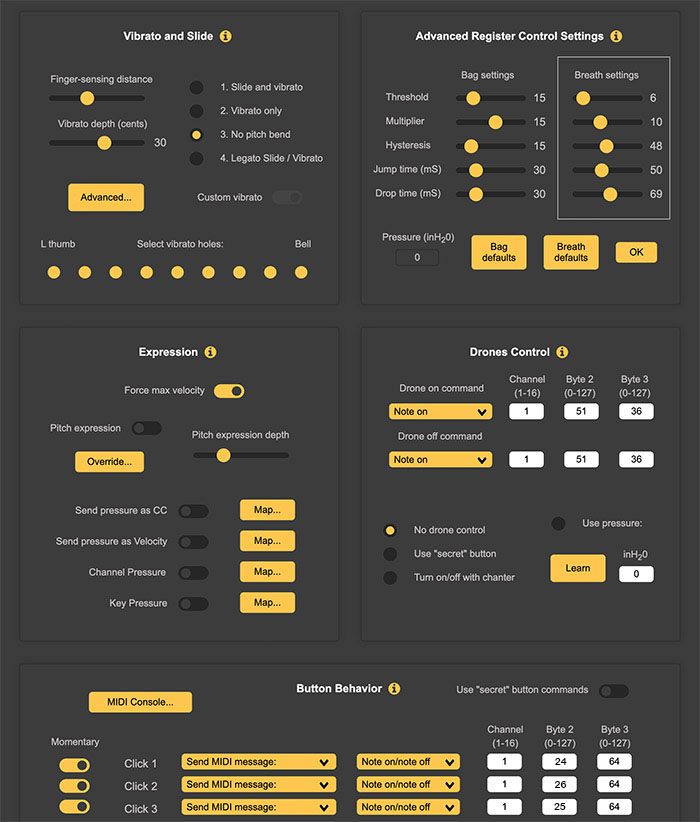 Vibrato and Slide
Finger-sensing distance
Vibrato depth (cents)
30
1. Slide and vibrato
2. Vibrato only
3. No pitch bend
4. Legato Slide / Vibrato
Advanced...
Custom vibrato
L thumb
Select vibrato holes:
Bell
Advanced Register Control Settings
Bag settings
Breath settings
Threshold 15 6
Multiplier 15 10
Hysteresis 15 48
Jump time (mS) 30 50
Drop time (mS) 30 69
Pressure (inH20)
0
Bag
defaults
Breath
defaults
OK
Expression
Force max velocity
Pitch expression
Override...
Pitch expression depth
Send pressure as CC Map...
Send pressure as Velocity Map...
Channel Pressure Map...
Key Pressure Map...
Drones Control
Channel
(1-16)
Byte 2
(0-127)
Byte 3
(0-127)
Drone on command
Note on 1 51 36
Drone off command
Note on 1 51 36
No drone control
Use "secret" button
Turn on/off with chanter
Use pressure:
Learn
inH20
0
Button Behavior
MIDI Console...
Use "secret" button commands
Momentary
Channel
(1-16)
Byte 2
(0-127)
Byte 3
(0-127)
Click 1 Send MIDI message: Note on/note off 1 24 64
Click 2 Send MIDI message: Note on/note off 1 26 64
Click 3 Send MIDI message: Note on/note off 1 25 64